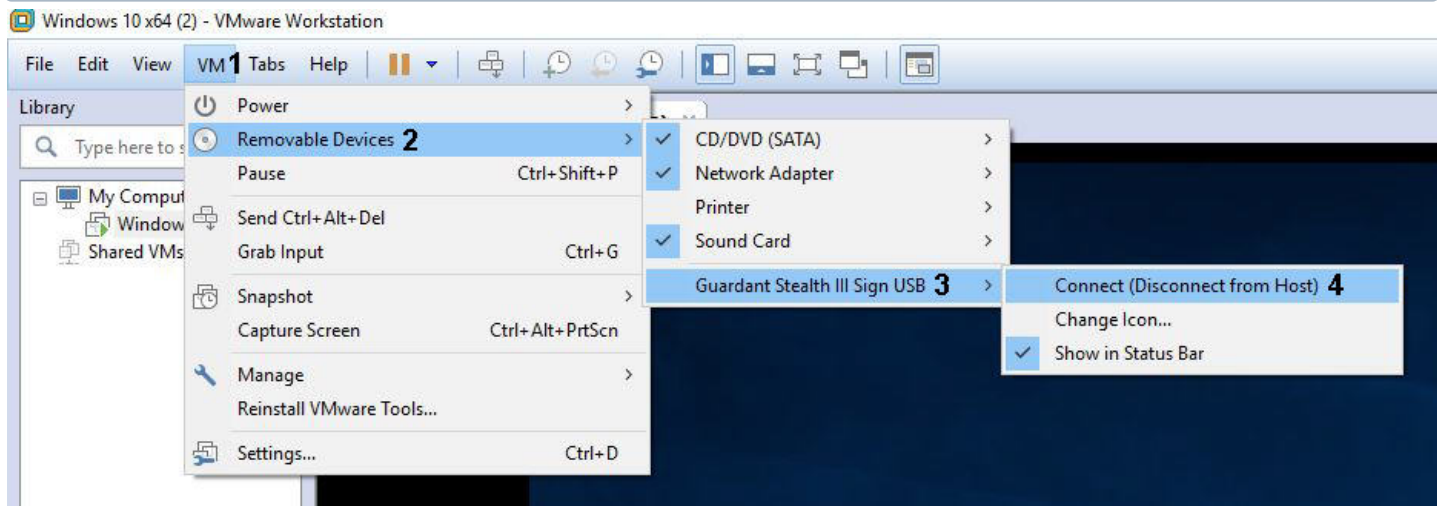 Windows 10 x64 (2) - VMware Workstation
File Edit View VM 1 Tabs Help
Library
Type here to s
My Comput
Window
Shared VMs
Power
Removable Devices 2
Pause Ctrl+Shift+P
Send Ctrl+Alt+Del
Grab Input Ctrl+G
Snapshot
Capture Screen Ctrl+Alt+PrtScn
Manage
Reinstall VMware Tools...
Settings... Ctrl+D
CD/DVD (SATA)
Network Adapter
Printer
Sound Card
Guardant Stealth III Sign USB 3
Connect (Disconnect from Host) 4
Change Icon...
Show in Status Bar